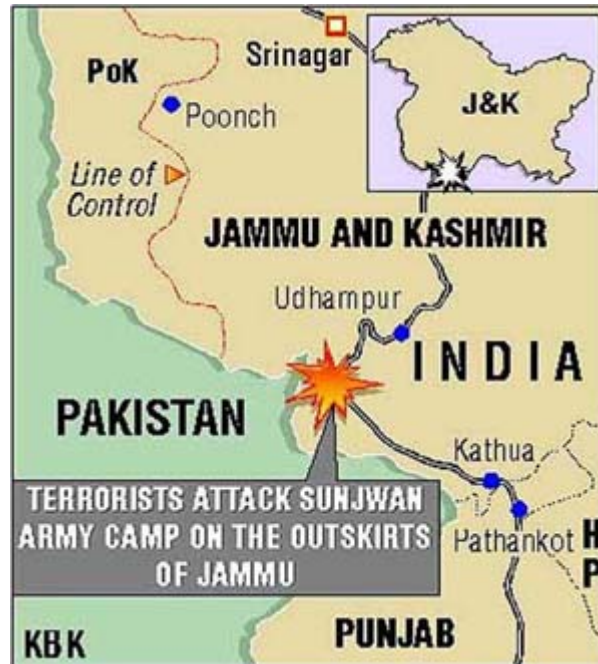 Srinagar
PoK
J&K
Poonch
Line of
Control
JAMMU AND KASHMIR
Udhampur
INDIA
PAKISTAN
Kathua
TERRORISTS ATTACK SUNJWAN
ARMY CAMP ON THE OUTSKIRTS
OF JAMMU
Pathankot
H
P
PUNJAB
KBK